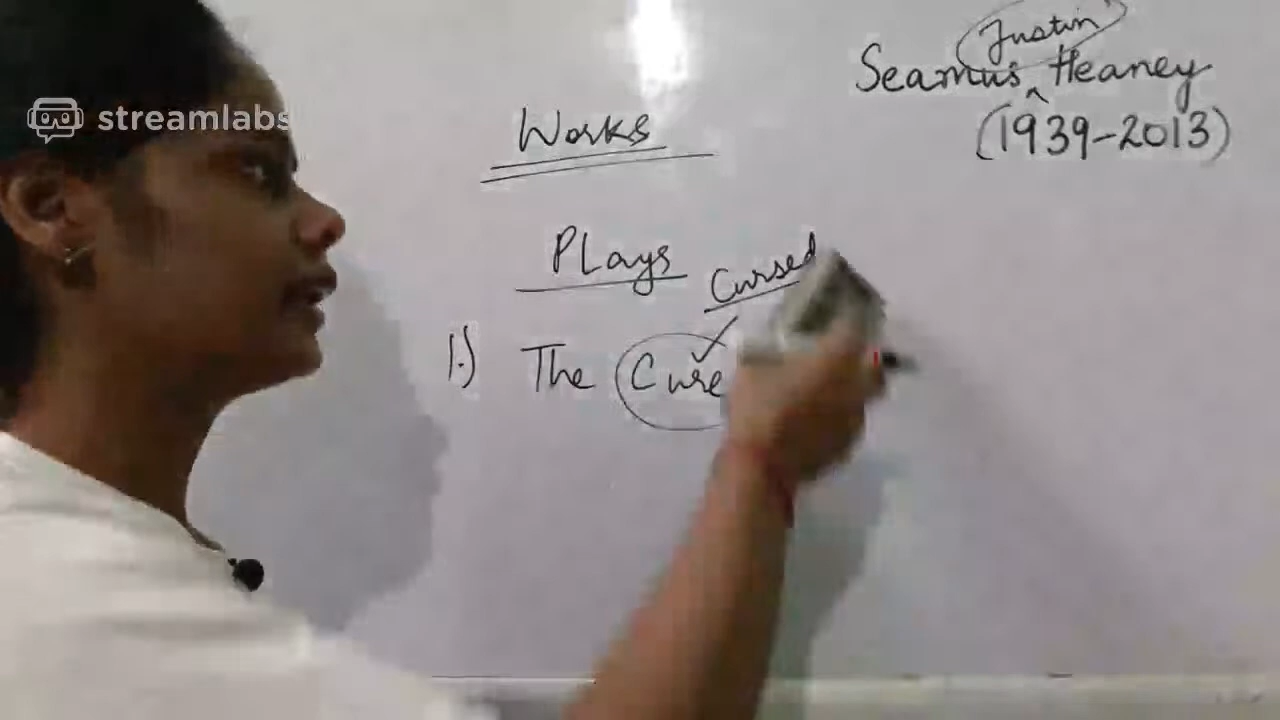 streamlabs
Justin
Seamus ^ Heaney
(1939-2013)
Works
Plays
Cursed
1.) The Cure